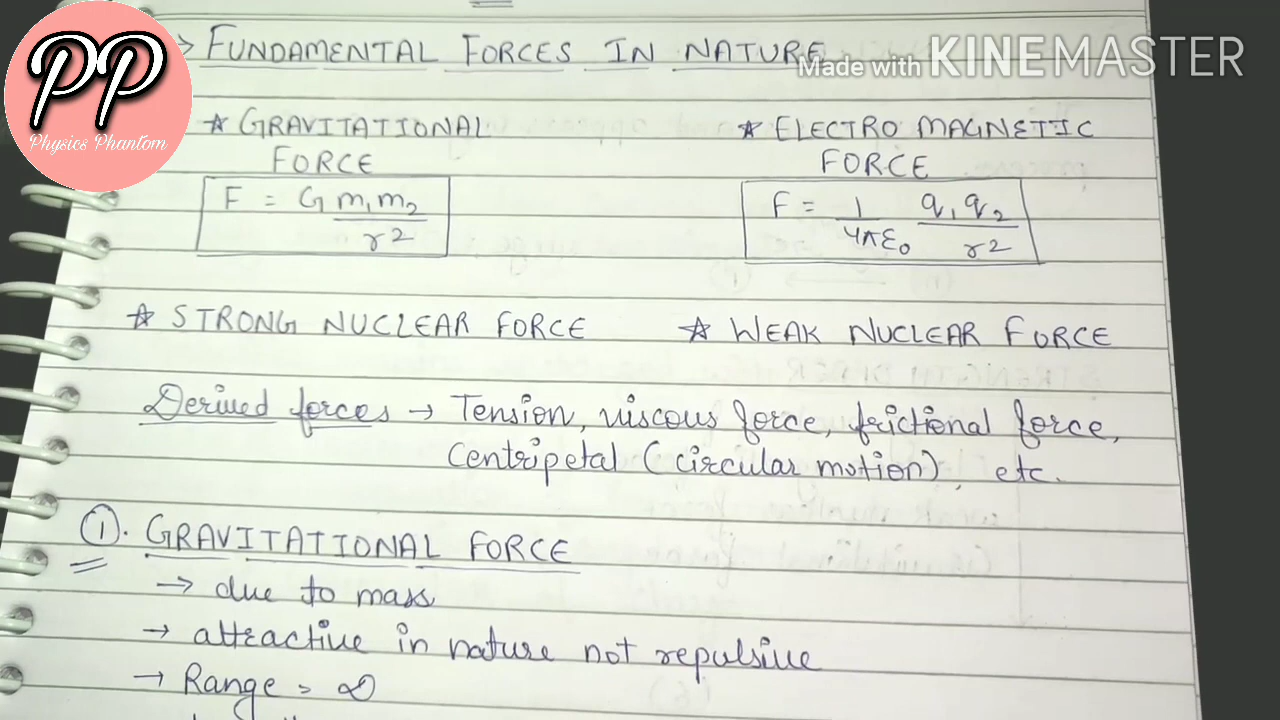 PP
Physics Phantom
Made with KINEMASTER
→ FUNDAMENTAL FORCES IN NATURE
☆ GRAVITATIONAL FORCE
F = G m₁m₂ / r²
☆ ELECTRO MAGNETIC FORCE
F = 1/4πε₀ q₁q₂ / r²
☆ STRONG NUCLEAR FORCE
☆ WEAK NUCLEAR FORCE
Derived forces → Tension, viscous force, frictional force,
Centripetal (circular motion), etc.
①. GRAVITATIONAL FORCE
→ due to mass
→ attractive in nature not repulsive
→ Range = ∞